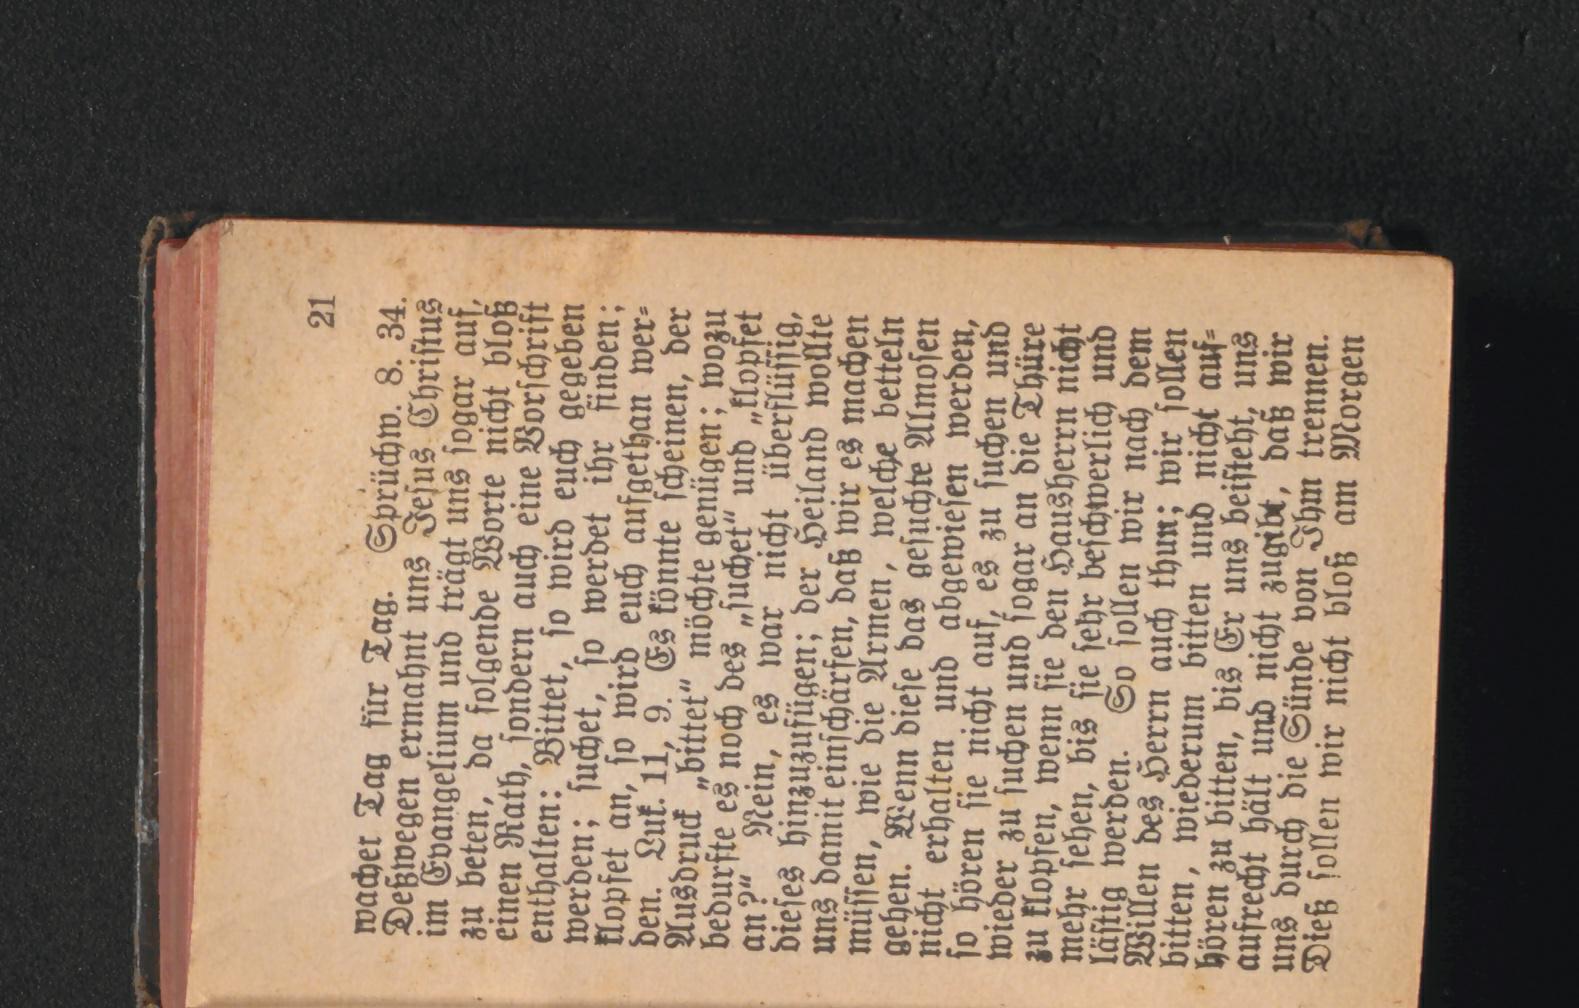 21
wachet Tag für Tag. Sprüchw. 8. 34.
Deßwegen ermahnt uns Jesus Christus
im Evangelium und trägt uns sogar auf,
zu beten, da folgende Worte nicht bloß
einen Rath, sondern auch eine Vorschrift
enthalten: Bittet, so wird euch gegeben
werden; suchet, so werdet ihr finden;
klopfet an, so wird euch aufgethan wer-
den. Luk. 11, 9. Es könnte scheinen, der
Ausdruck „bittet“ möchte genügen; wozu
bedurfte es noch des „suchet“ und „klopfet
an?“ Nein, es war nicht überflüssig,
dieses hinzuzufügen; der Heiland wollte
uns damit einschärfen, daß wir es machen
müssen, wie die Armen, welche betteln
gehen. Wenn diese das gesuchte Almosen
nicht erhalten und abgewiesen werden,
so hören sie nicht auf, es zu suchen und
wieder zu suchen und sogar an die Thüre
zu klopfen, wenn sie den Hausherrn nicht
mehr sehen, bis sie sehr beschwerlich und
lästig werden. So sollen wir nach dem
Willen des Herrn auch thun; wir sollen
bitten, wiederum bitten und nicht auf-
hören zu bitten, bis Er uns beisteht, uns
aufrecht hält und nicht zugibt, daß wir
uns durch die Sünde von Ihm trennen.
Dieß sollen wir nicht bloß am Morgen